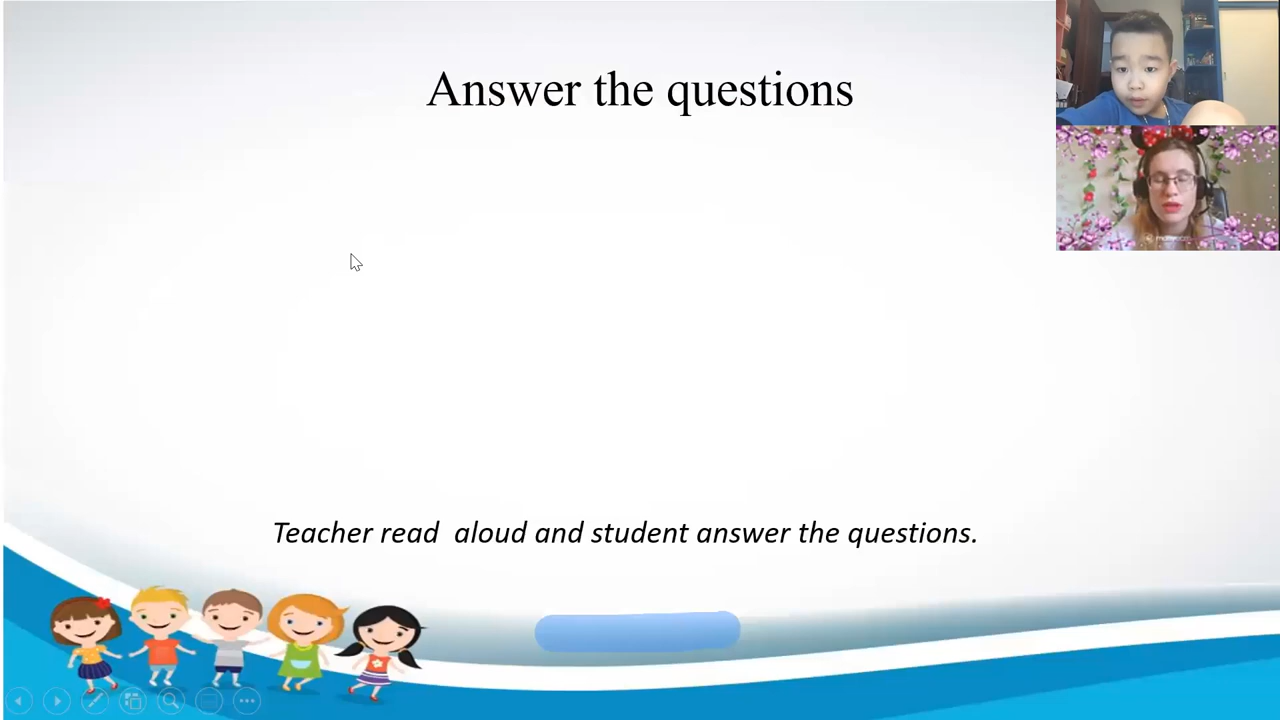 Answer the questions
Teacher read  aloud and student answer the questions.